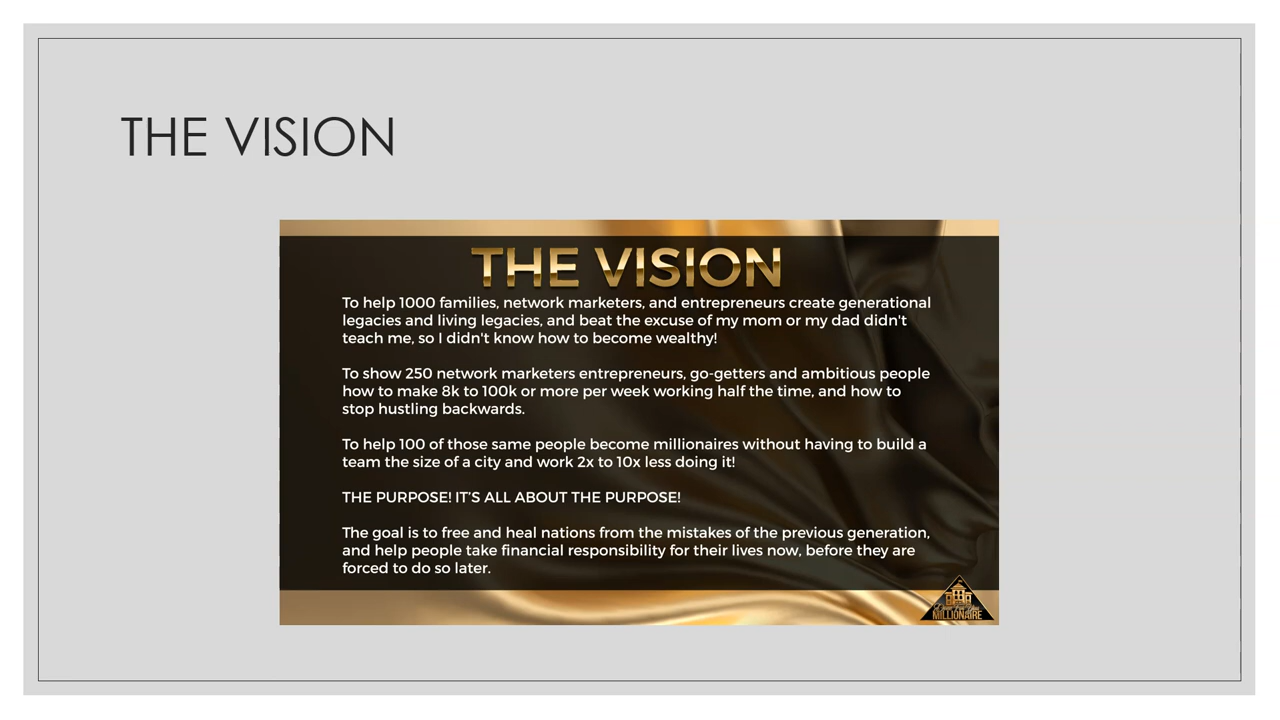 THE VISION
THE VISION
To help 1000 families, network marketers, and entrepreneurs create generational
legacies and living legacies, and beat the excuse of my mom or my dad didn't
teach me, so I didn't know how to become wealthy!
To show 250 network marketers entrepreneurs, go-getters and ambitious people
how to make 8k to 100k or more per week working half the time, and how to
stop hustling backwards.
To help 100 of those same people become millionaires without having to build a
team the size of a city and work 2x to 10x less doing it!
THE PURPOSE! IT’S ALL ABOUT THE PURPOSE!
The goal is to free and heal nations from the mistakes of the previous generation,
and help people take financial responsibility for their lives now, before they are
forced to do so later.
MILLIONAIRE